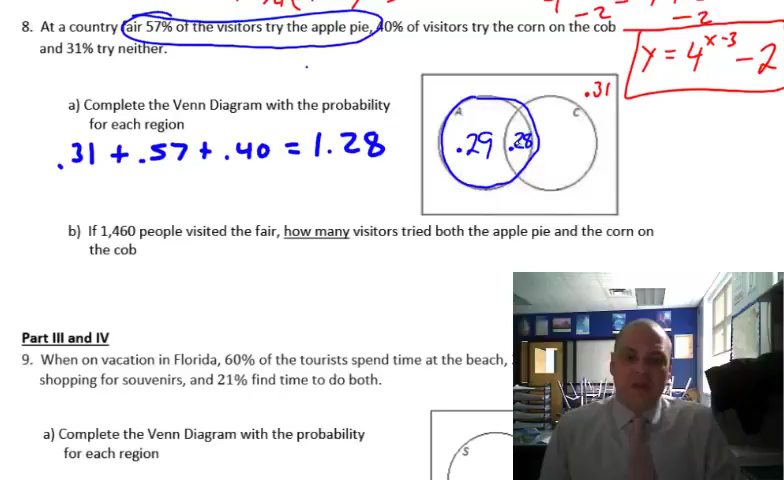 8. At a country fair 57% of the visitors try the apple pie, 40% of visitors try the corn on the cob
and 31% try neither.
-2
-2
y = 4^{x-3} - 2
a) Complete the Venn Diagram with the probability
for each region
.31 + .57 + .40 = 1.28
.31
A
C
.29
.28
b) If 1,460 people visited the fair, how many visitors tried both the apple pie and the corn on
the cob
Part III and IV
9. When on vacation in Florida, 60% of the tourists spend time at the beach,
shopping for souvenirs, and 21% find time to do both.
a) Complete the Venn Diagram with the probability
for each region
S